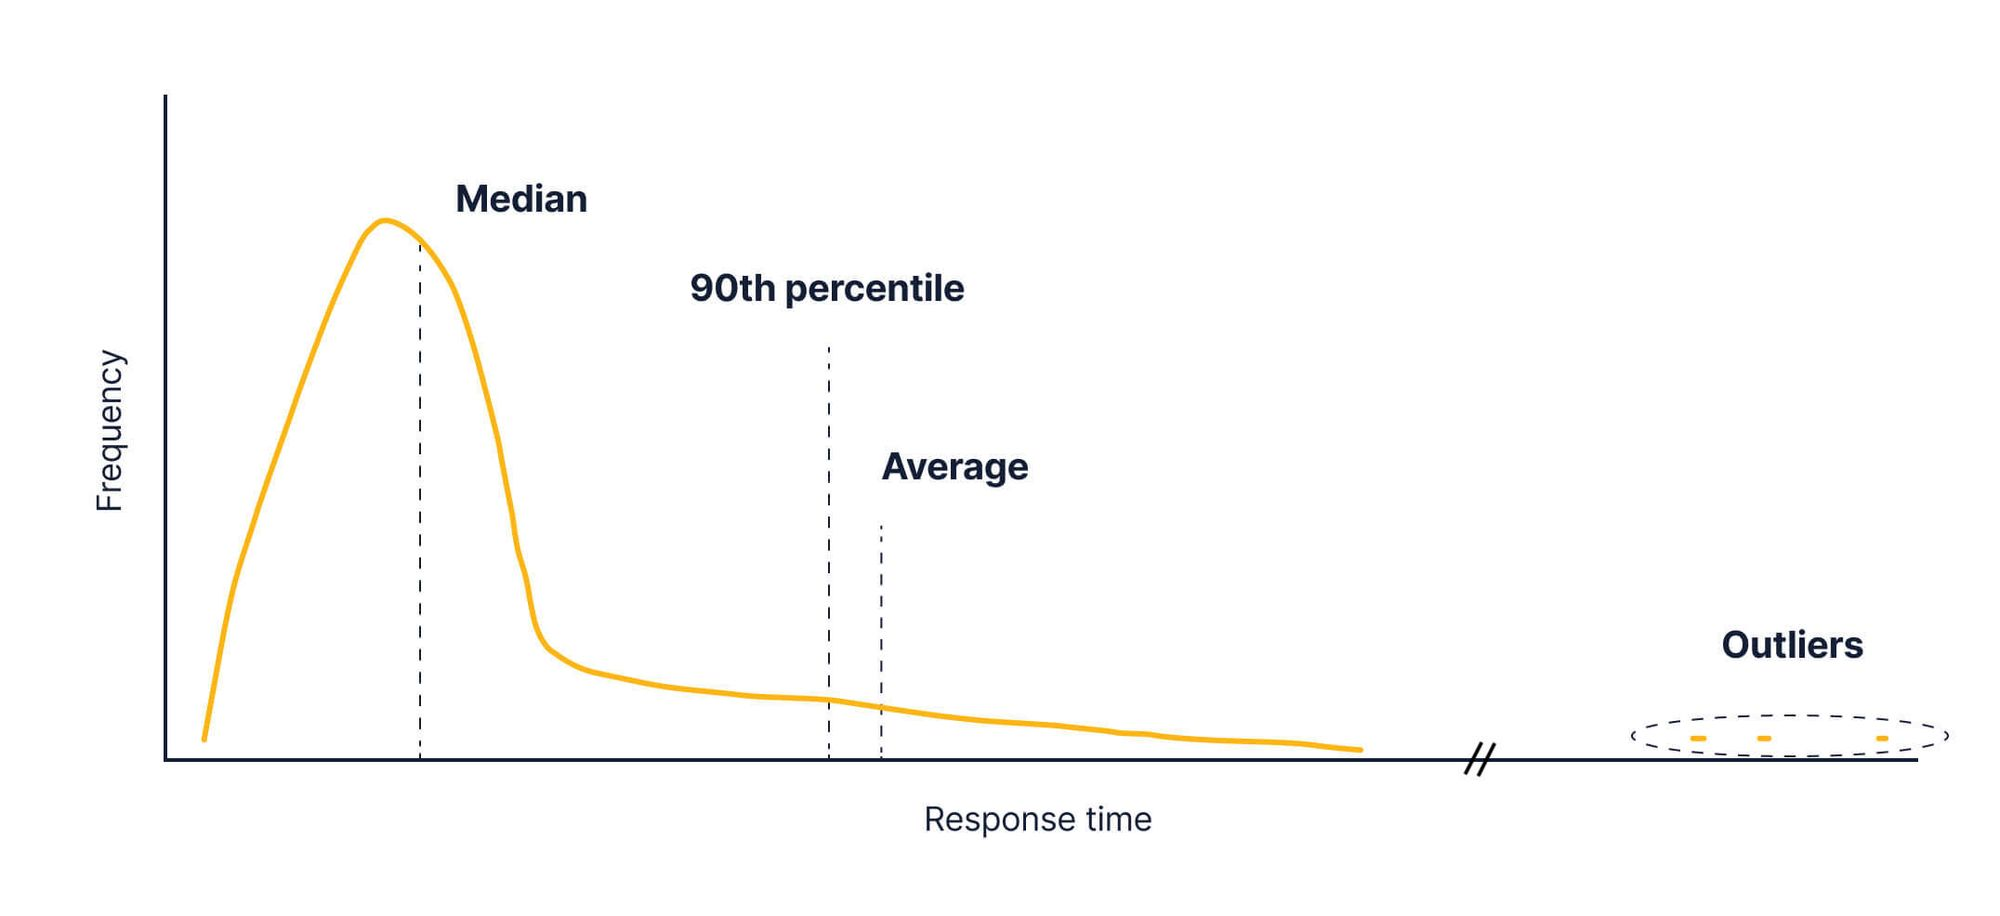 Median
90th percentile
Average
Frequency
Outliers
Response time